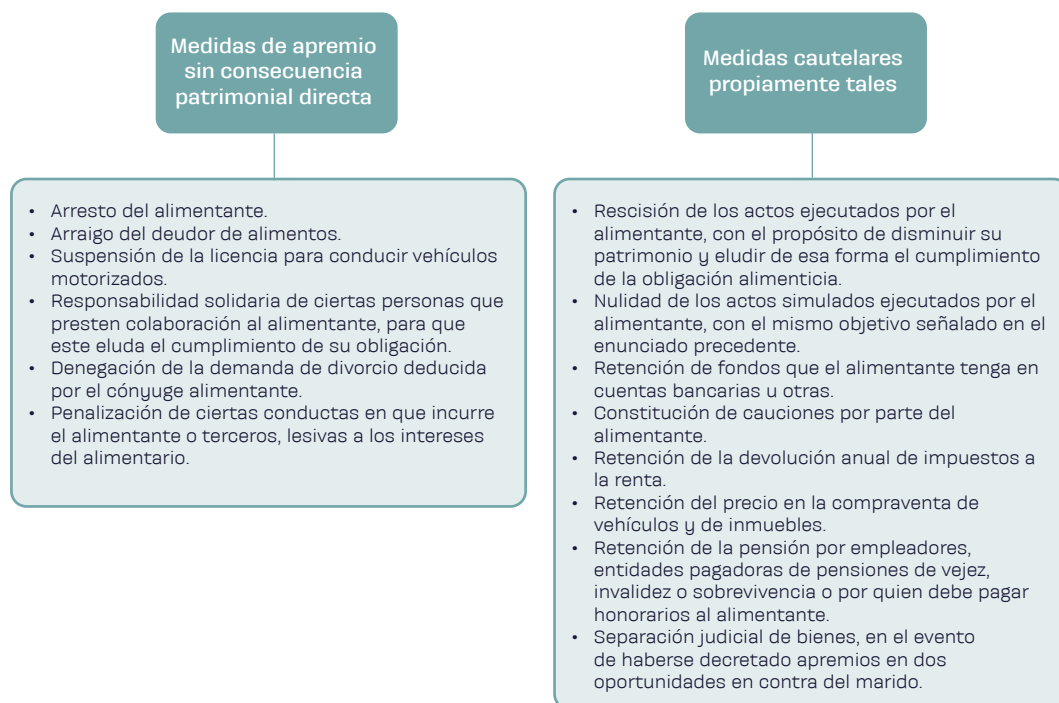 Medidas de apremio
sin consecuencia
patrimonial directa
• Arresto del alimentante.
• Arraigo del deudor de alimentos.
• Suspensión de la licencia para conducir vehículos
motorizados.
• Responsabilidad solidaria de ciertas personas que
presten colaboración al alimentante, para que
este eluda el cumplimiento de su obligación.
• Denegación de la demanda de divorcio deducida
por el cónyuge alimentante.
• Penalización de ciertas conductas en que incurre
el alimentante o terceros, lesivas a los intereses
del alimentario.
Medidas cautelares
propiamente tales
• Rescisión de los actos ejecutados por el
alimentante, con el propósito de disminuir su
patrimonio y eludir de esa forma el cumplimiento
de la obligación alimenticia.
• Nulidad de los actos simulados ejecutados por el
alimentante, con el mismo objetivo señalado en el
enunciado precedente.
• Retención de fondos que el alimentante tenga en
cuentas bancarias u otras.
• Constitución de cauciones por parte del
alimentante.
• Retención de la devolución anual de impuestos a
la renta.
• Retención del precio en la compraventa de
vehículos y de inmuebles.
• Retención de la pensión por empleadores,
entidades pagadoras de pensiones de vejez,
invalidez o sobrevivencia o por quien debe pagar
honorarios al alimentante.
• Separación judicial de bienes, en el evento
de haberse decretado apremios en dos
oportunidades en contra del marido.